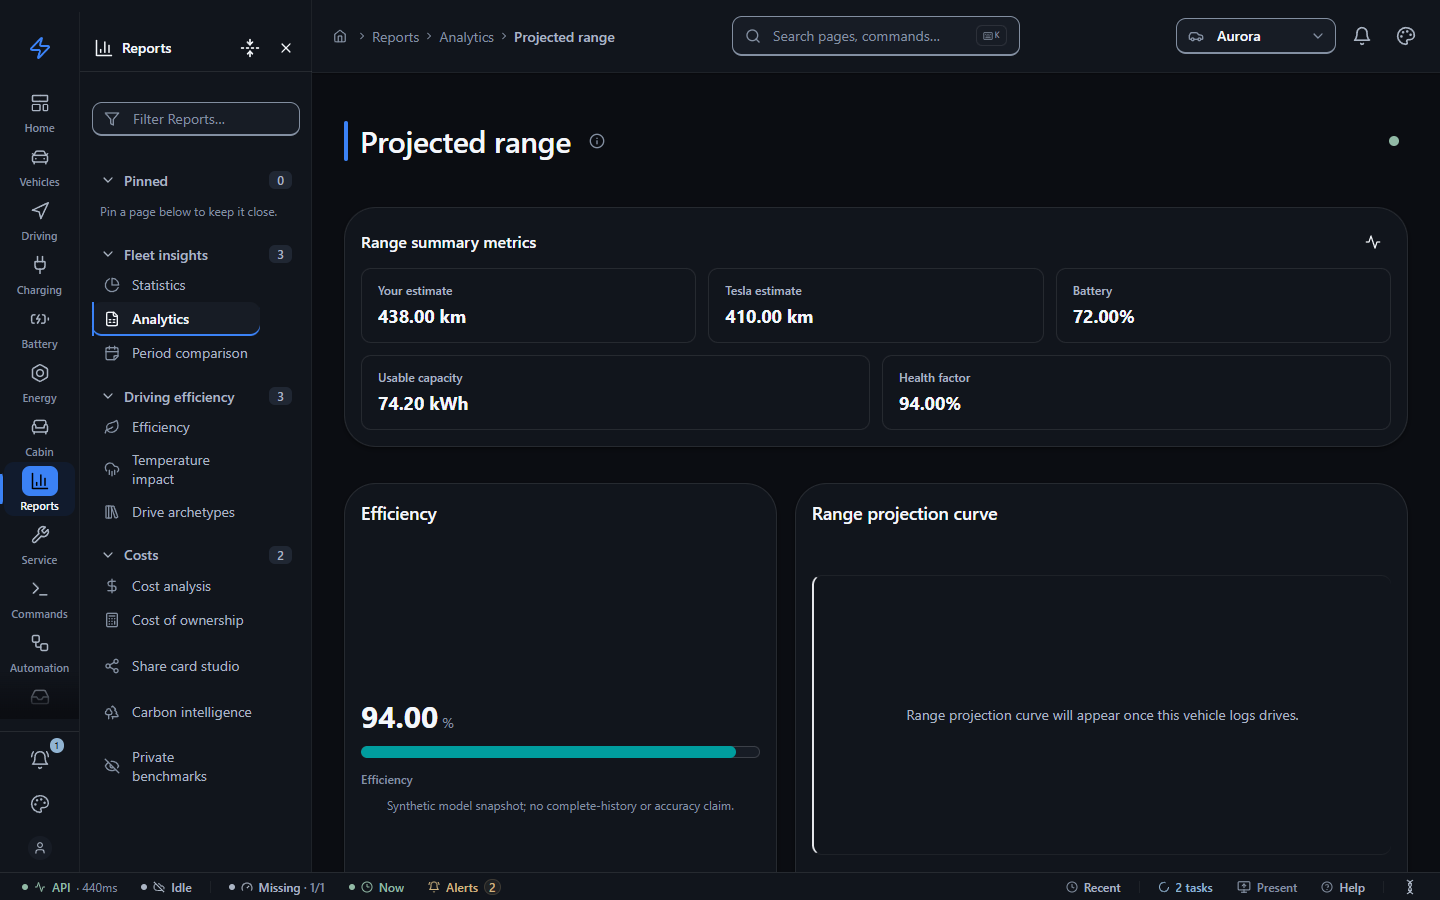 Reports
Reports
Analytics
Projected range
Search pages, commands...
K
Aurora
Home
Vehicles
Driving
Charging
Battery
Energy
Cabin
Reports
Service
Commands
Automation
1
Filter Reports...
Pinned
0
Pin a page below to keep it close.
Fleet insights
3
Statistics
Analytics
Period comparison
Driving efficiency
3
Efficiency
Temperature
impact
Drive archetypes
Costs
2
Cost analysis
Cost of ownership
Share card studio
Carbon intelligence
Private
benchmarks
Projected range
Range summary metrics
Your estimate
438.00 km
Tesla estimate
410.00 km
Battery
72.00%
Usable capacity
74.20 kWh
Health factor
94.00%
Efficiency
94.00 %
Efficiency
Synthetic model snapshot; no complete-history or accuracy claim.
Range projection curve
Range projection curve will appear once this vehicle logs drives.
API · 440ms
Idle
Missing · 1/1
Now
Alerts 2
Recent
2 tasks
Present
Help